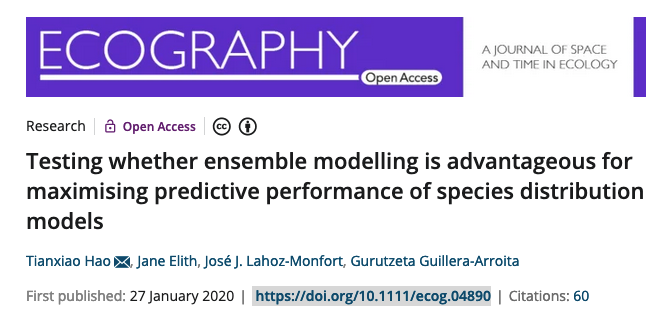 ECOGRAPHY
Open Access
A JOURNAL OF SPACE
AND TIME IN ECOLOGY
Research | Open Access | cc
Testing whether ensemble modelling is advantageous for
maximising predictive performance of species distribution
models
Tianxiao Hao, Jane Elith, José J. Lahoz-Monfort, Gurutzeta Guillera-Arroita
First published: 27 January 2020 | https://doi.org/10.1111/ecog.04890 | Citations: 60